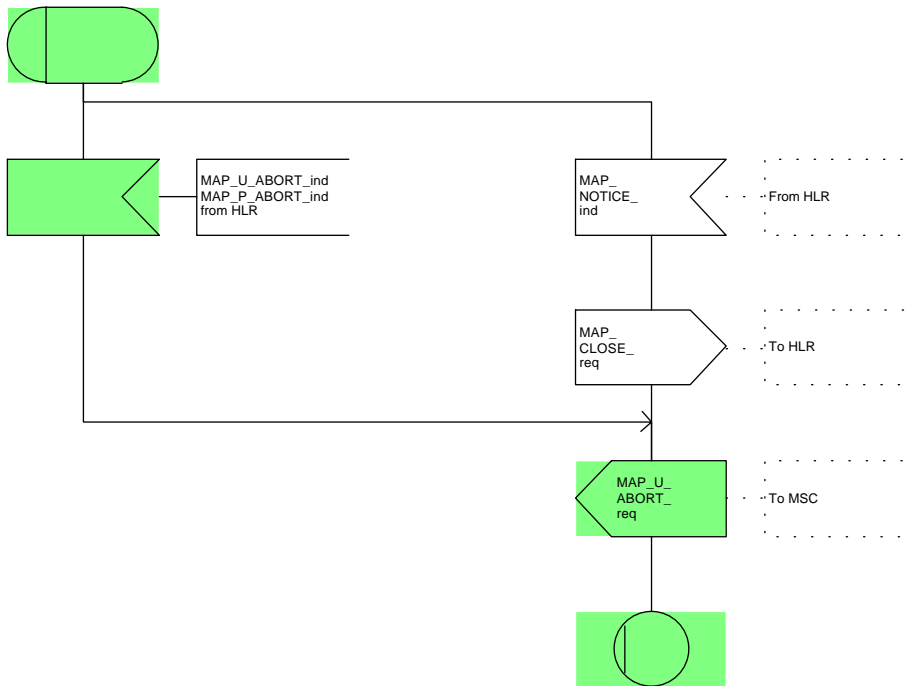 MAP_U_ABORT_ind
MAP_P_ABORT_ind
from HLR
MAP_
NOTICE_
ind
From HLR
MAP_
CLOSE_
req
To HLR
MAP_U_
ABORT_
req
To MSC